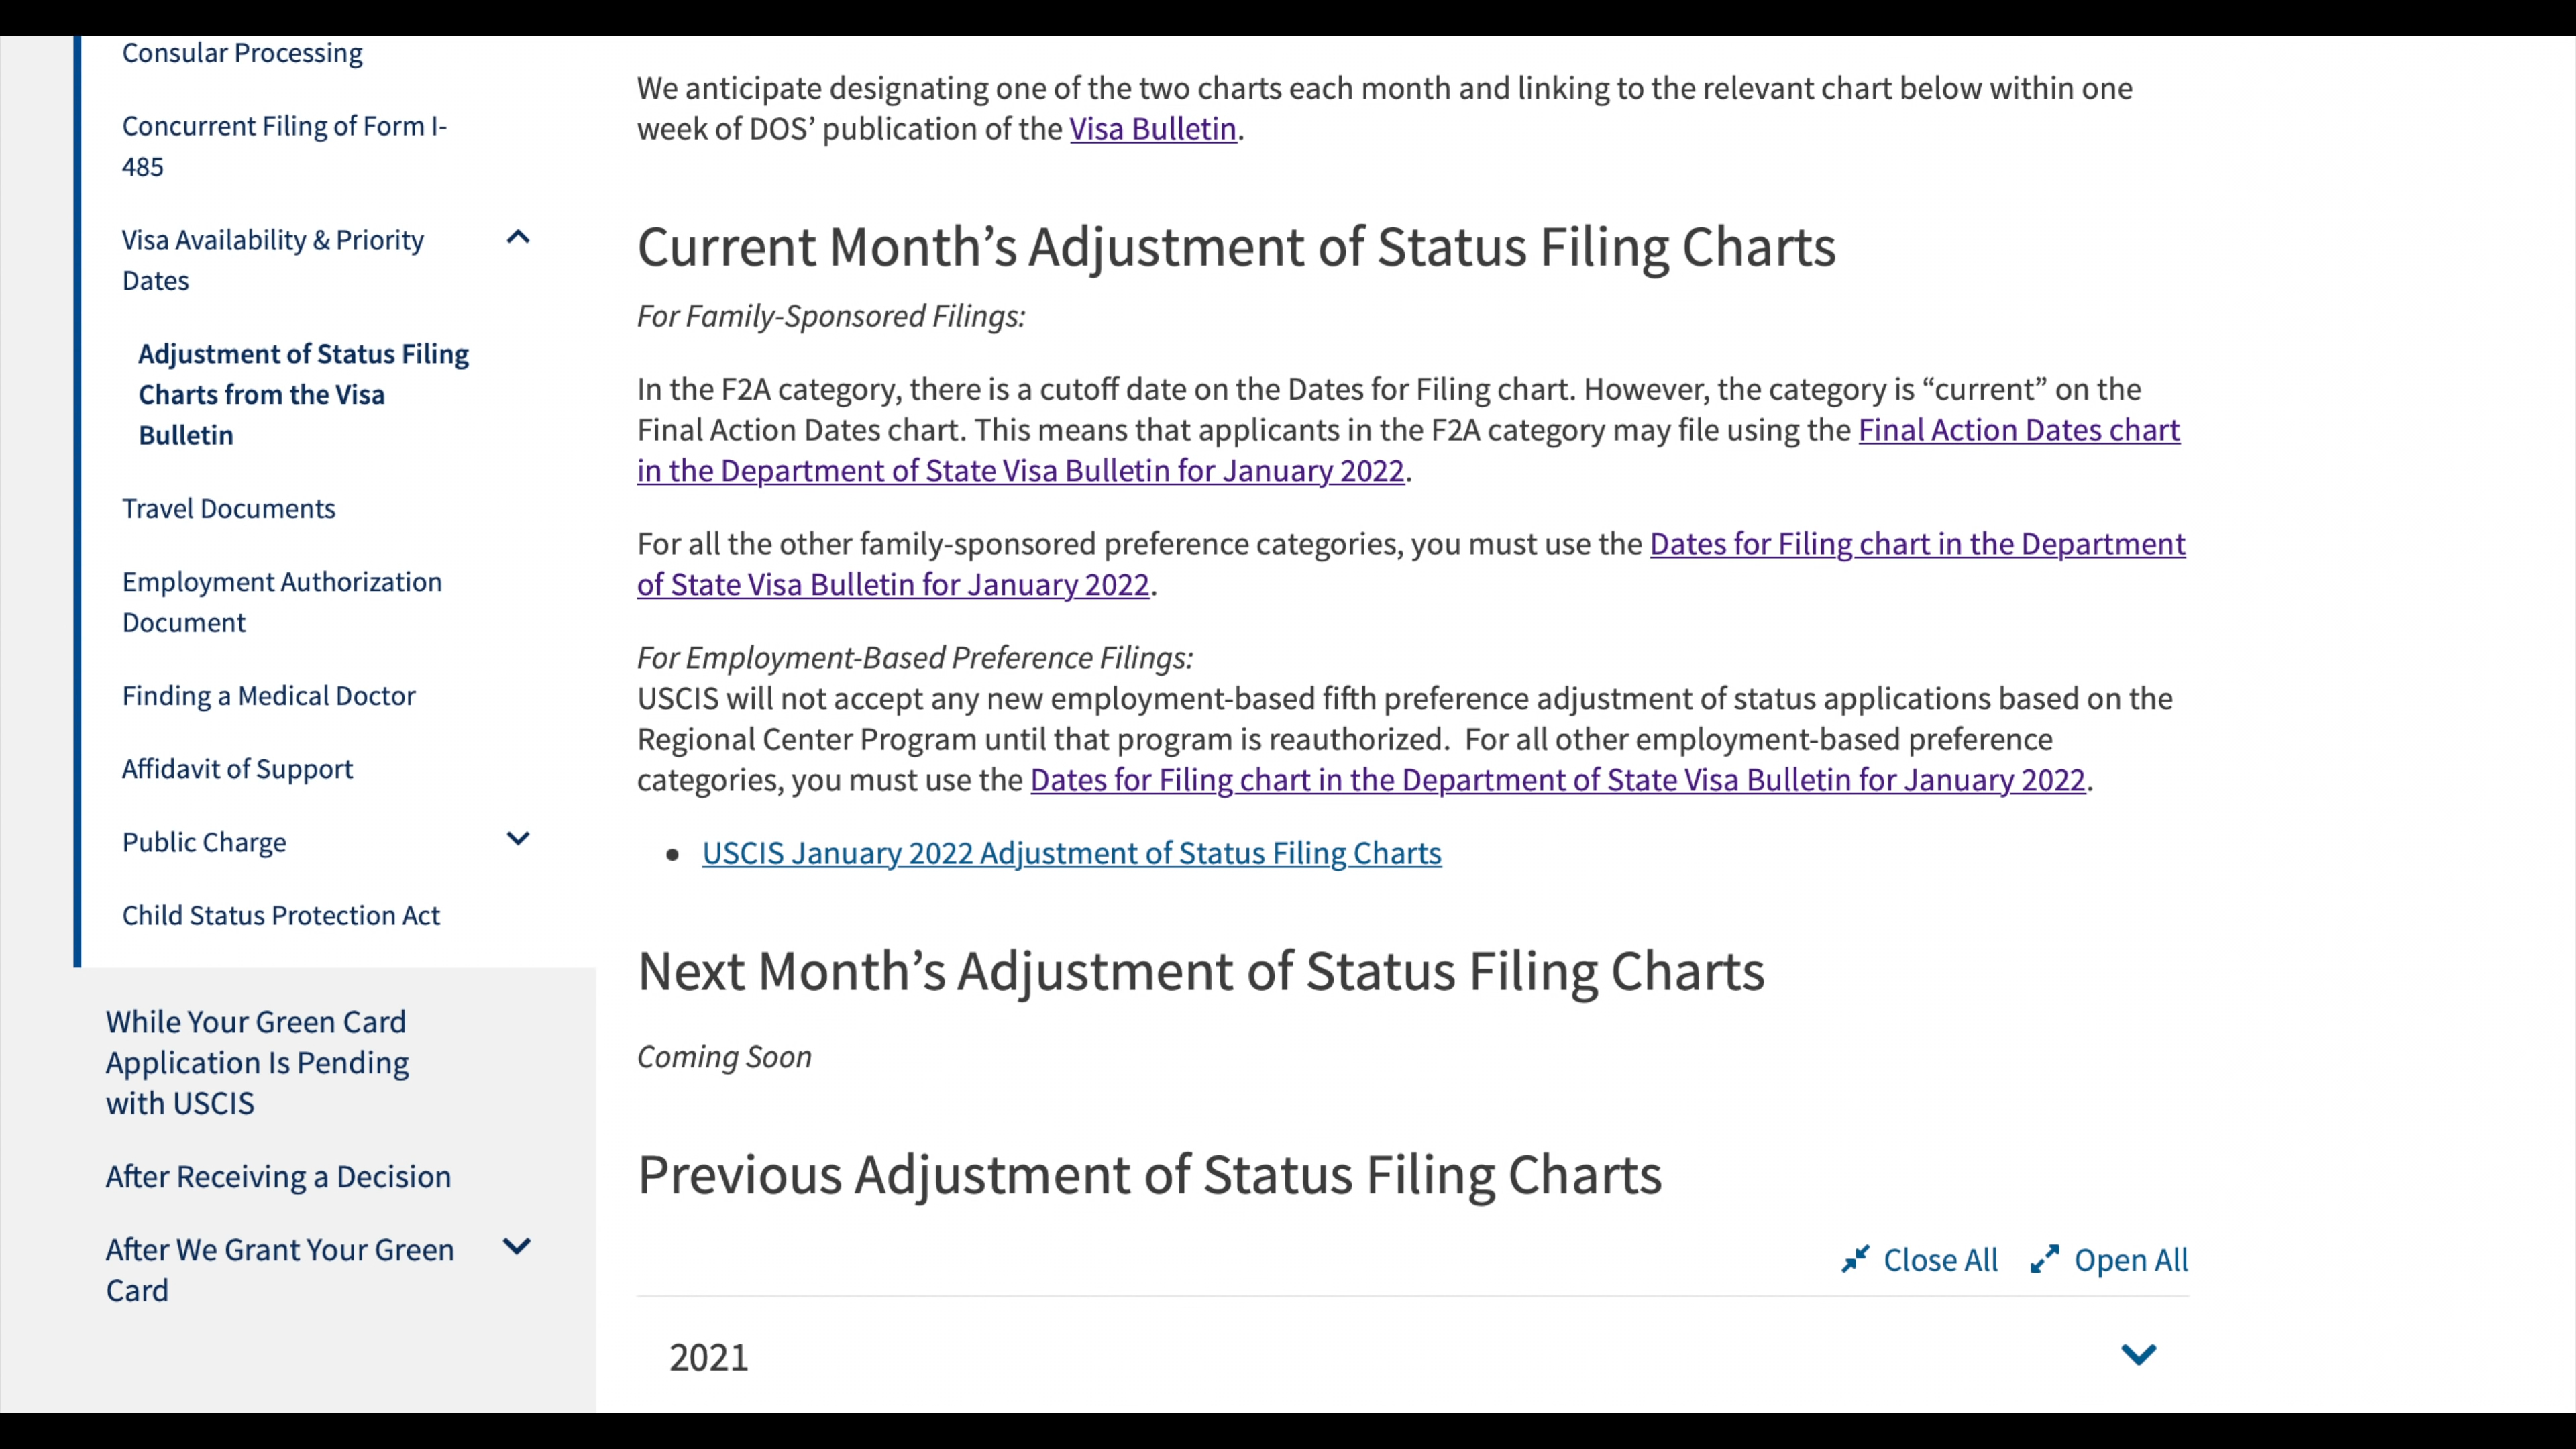 Consular Processing
Concurrent Filing of Form I-
485
Visa Availability & Priority
Dates
Adjustment of Status Filing
Charts from the Visa
Bulletin
Travel Documents
Employment Authorization
Document
Finding a Medical Doctor
Affidavit of Support
Public Charge
Child Status Protection Act
While Your Green Card
Application Is Pending
with USCIS
After Receiving a Decision
After We Grant Your Green
Card
We anticipate designating one of the two charts each month and linking to the relevant chart below within one
week of DOS’ publication of the Visa Bulletin.
Current Month’s Adjustment of Status Filing Charts
For Family-Sponsored Filings:
In the F2A category, there is a cutoff date on the Dates for Filing chart. However, the category is “current” on the
Final Action Dates chart. This means that applicants in the F2A category may file using the Final Action Dates chart
in the Department of State Visa Bulletin for January 2022.
For all the other family-sponsored preference categories, you must use the Dates for Filing chart in the Department
of State Visa Bulletin for January 2022.
For Employment-Based Preference Filings:
USCIS will not accept any new employment-based fifth preference adjustment of status applications based on the
Regional Center Program until that program is reauthorized.  For all other employment-based preference
categories, you must use the Dates for Filing chart in the Department of State Visa Bulletin for January 2022.
• USCIS January 2022 Adjustment of Status Filing Charts
Next Month’s Adjustment of Status Filing Charts
Coming Soon
Previous Adjustment of Status Filing Charts
Close All Open All
2021